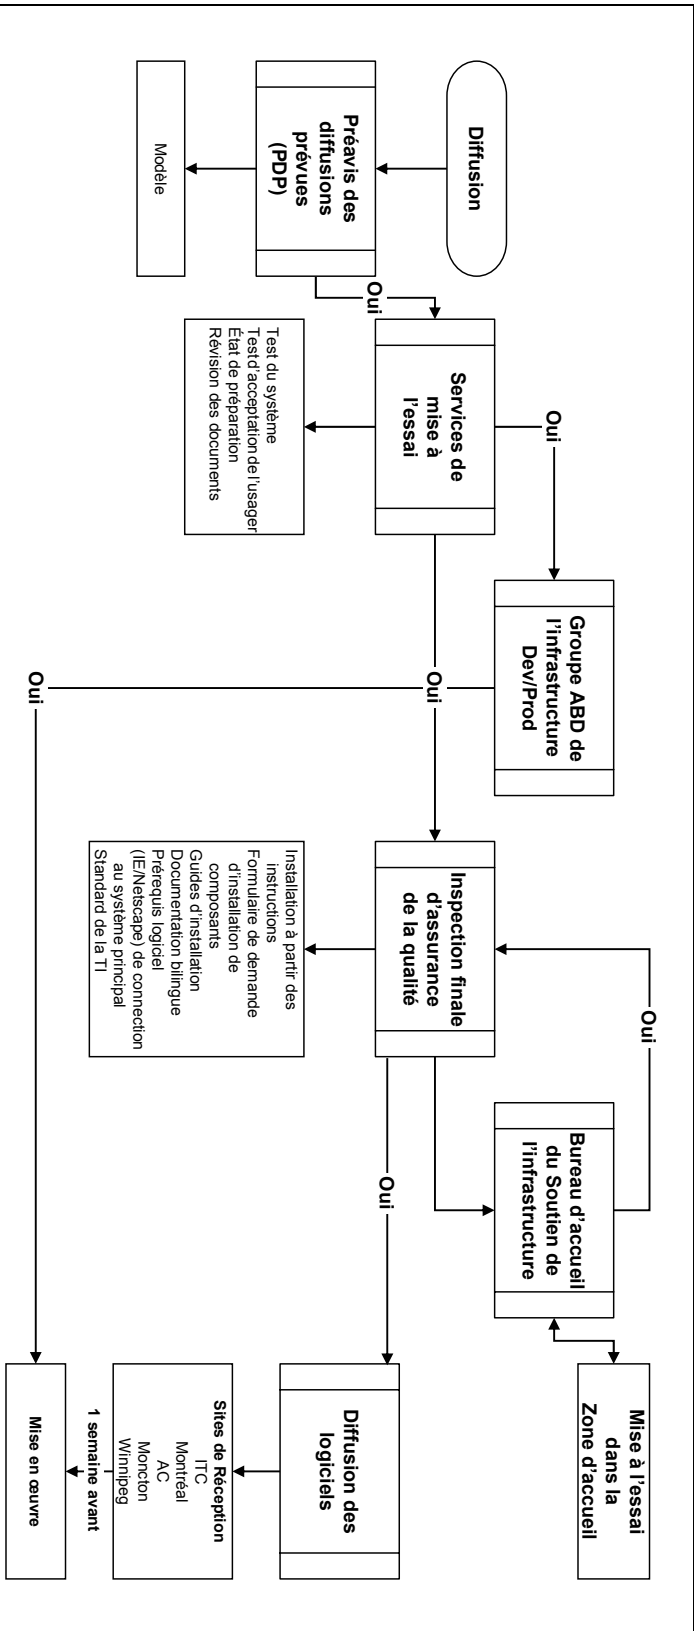 Diffusion
Préavis des
diffusions
prévues
(PDP)
Modèle
Oui
Services de
mise à
l'essai
Test du système
Test d'acceptation de l'usager
État de préparation
Révision des documents
Oui
Groupe ABD de
l'infrastructure
Dev/Prod
Oui
Oui
Inspection finale
d'assurance
de la qualité
Installation à partir des
instructions
Formulaire de demande
d'installation de
composants
Guides d'installation
Documentation bilingue
Prérequis logiciel
(IE/Netscape) de connection
au système principal
Standard de la TI
Oui
Bureau d'accueil
du Soutien de
l'infrastructure
Mise à l'essai
dans la
Zone d'accueil
Oui
Diffusion des
logiciels
Sites de Réception
ITC
Montréal
AC
Moncton
Winnipeg
1 semaine avant
Mise en œuvre